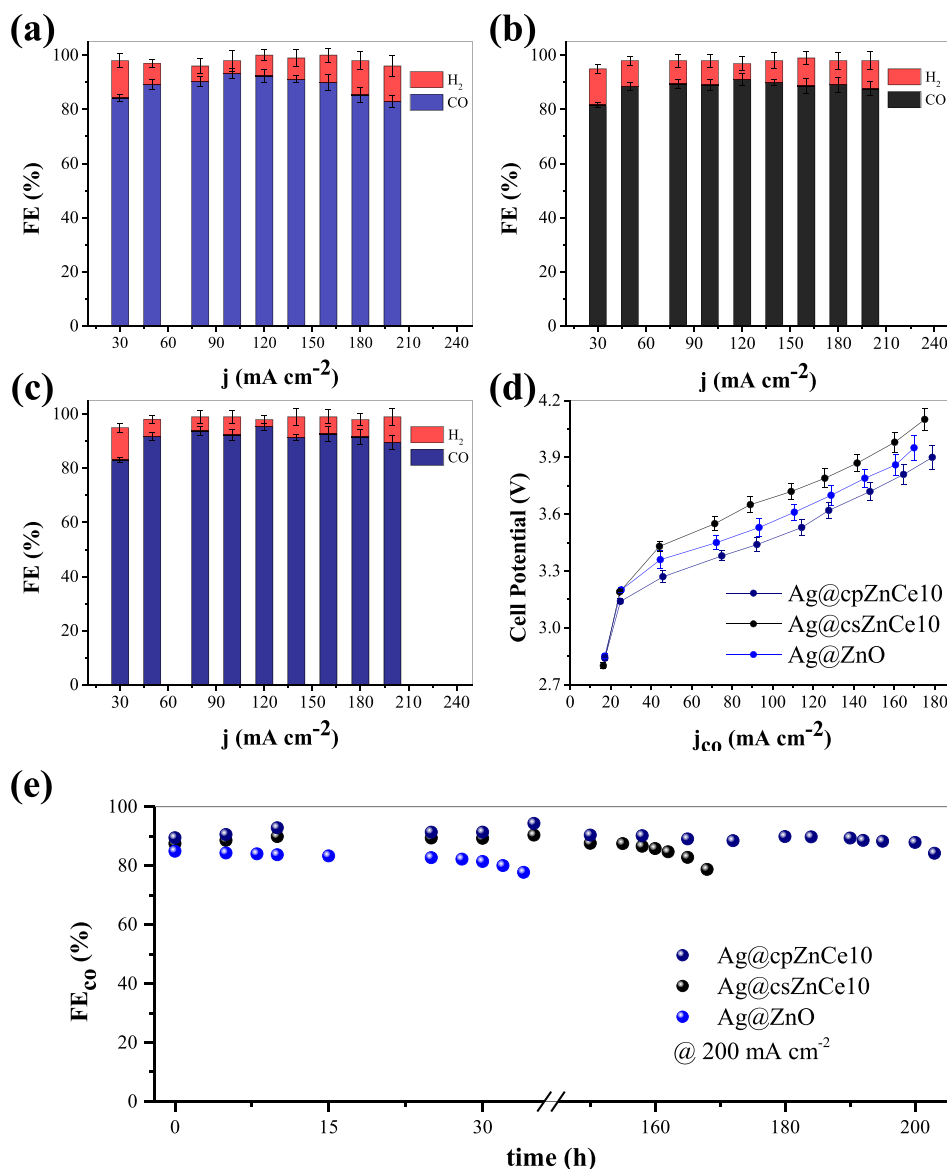 (a)
100
80
60
40
20
0
FE (%)
H2
CO
30 60 90 120 150 180 210 240
j (mA cm-2)
(b)
100
80
60
40
20
0
FE (%)
H2
CO
30 60 90 120 150 180 210 240
j (mA cm-2)
(c)
100
80
60
40
20
0
FE (%)
H2
CO
30 60 90 120 150 180 210 240
j (mA cm-2)
(d)
4.2
3.9
3.6
3.3
3.0
2.7
Cell Potential (V)
Ag@cpZnCe10
Ag@csZnCe10
Ag@ZnO
0 20 40 60 80 100 120 140 160 180
jco (mA cm-2)
(e)
100
80
60
40
20
0
FEco (%)
Ag@cpZnCe10
Ag@csZnCe10
Ag@ZnO
@ 200 mA cm-2
0 15 30 160 180 200
time (h)